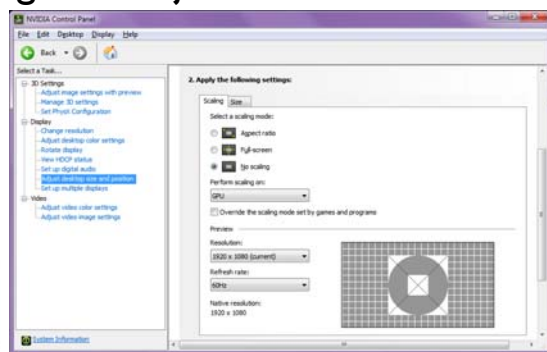 NVIDIA Control Panel
File Edit Desktop Display Help
Back
Select a Task...
3D Settings
Adjust image settings with preview
Manage 3D settings
Set PhysX Configuration
Display
Change resolution
Adjust desktop color settings
Rotate display
View HDCP status
Set up digital audio
Adjust desktop size and position
Set up multiple displays
Video
Adjust video color settings
Adjust video image settings
System Information
2. Apply the following settings:
Scaling Size
Select a scaling mode:
Aspect ratio
Full-screen
No scaling
Perform scaling on:
GPU
Override the scaling mode set by games and programs
Preview
Resolution:
1920 x 1080 (current)
Refresh rate:
60Hz
Native resolution:
1920 x 1080